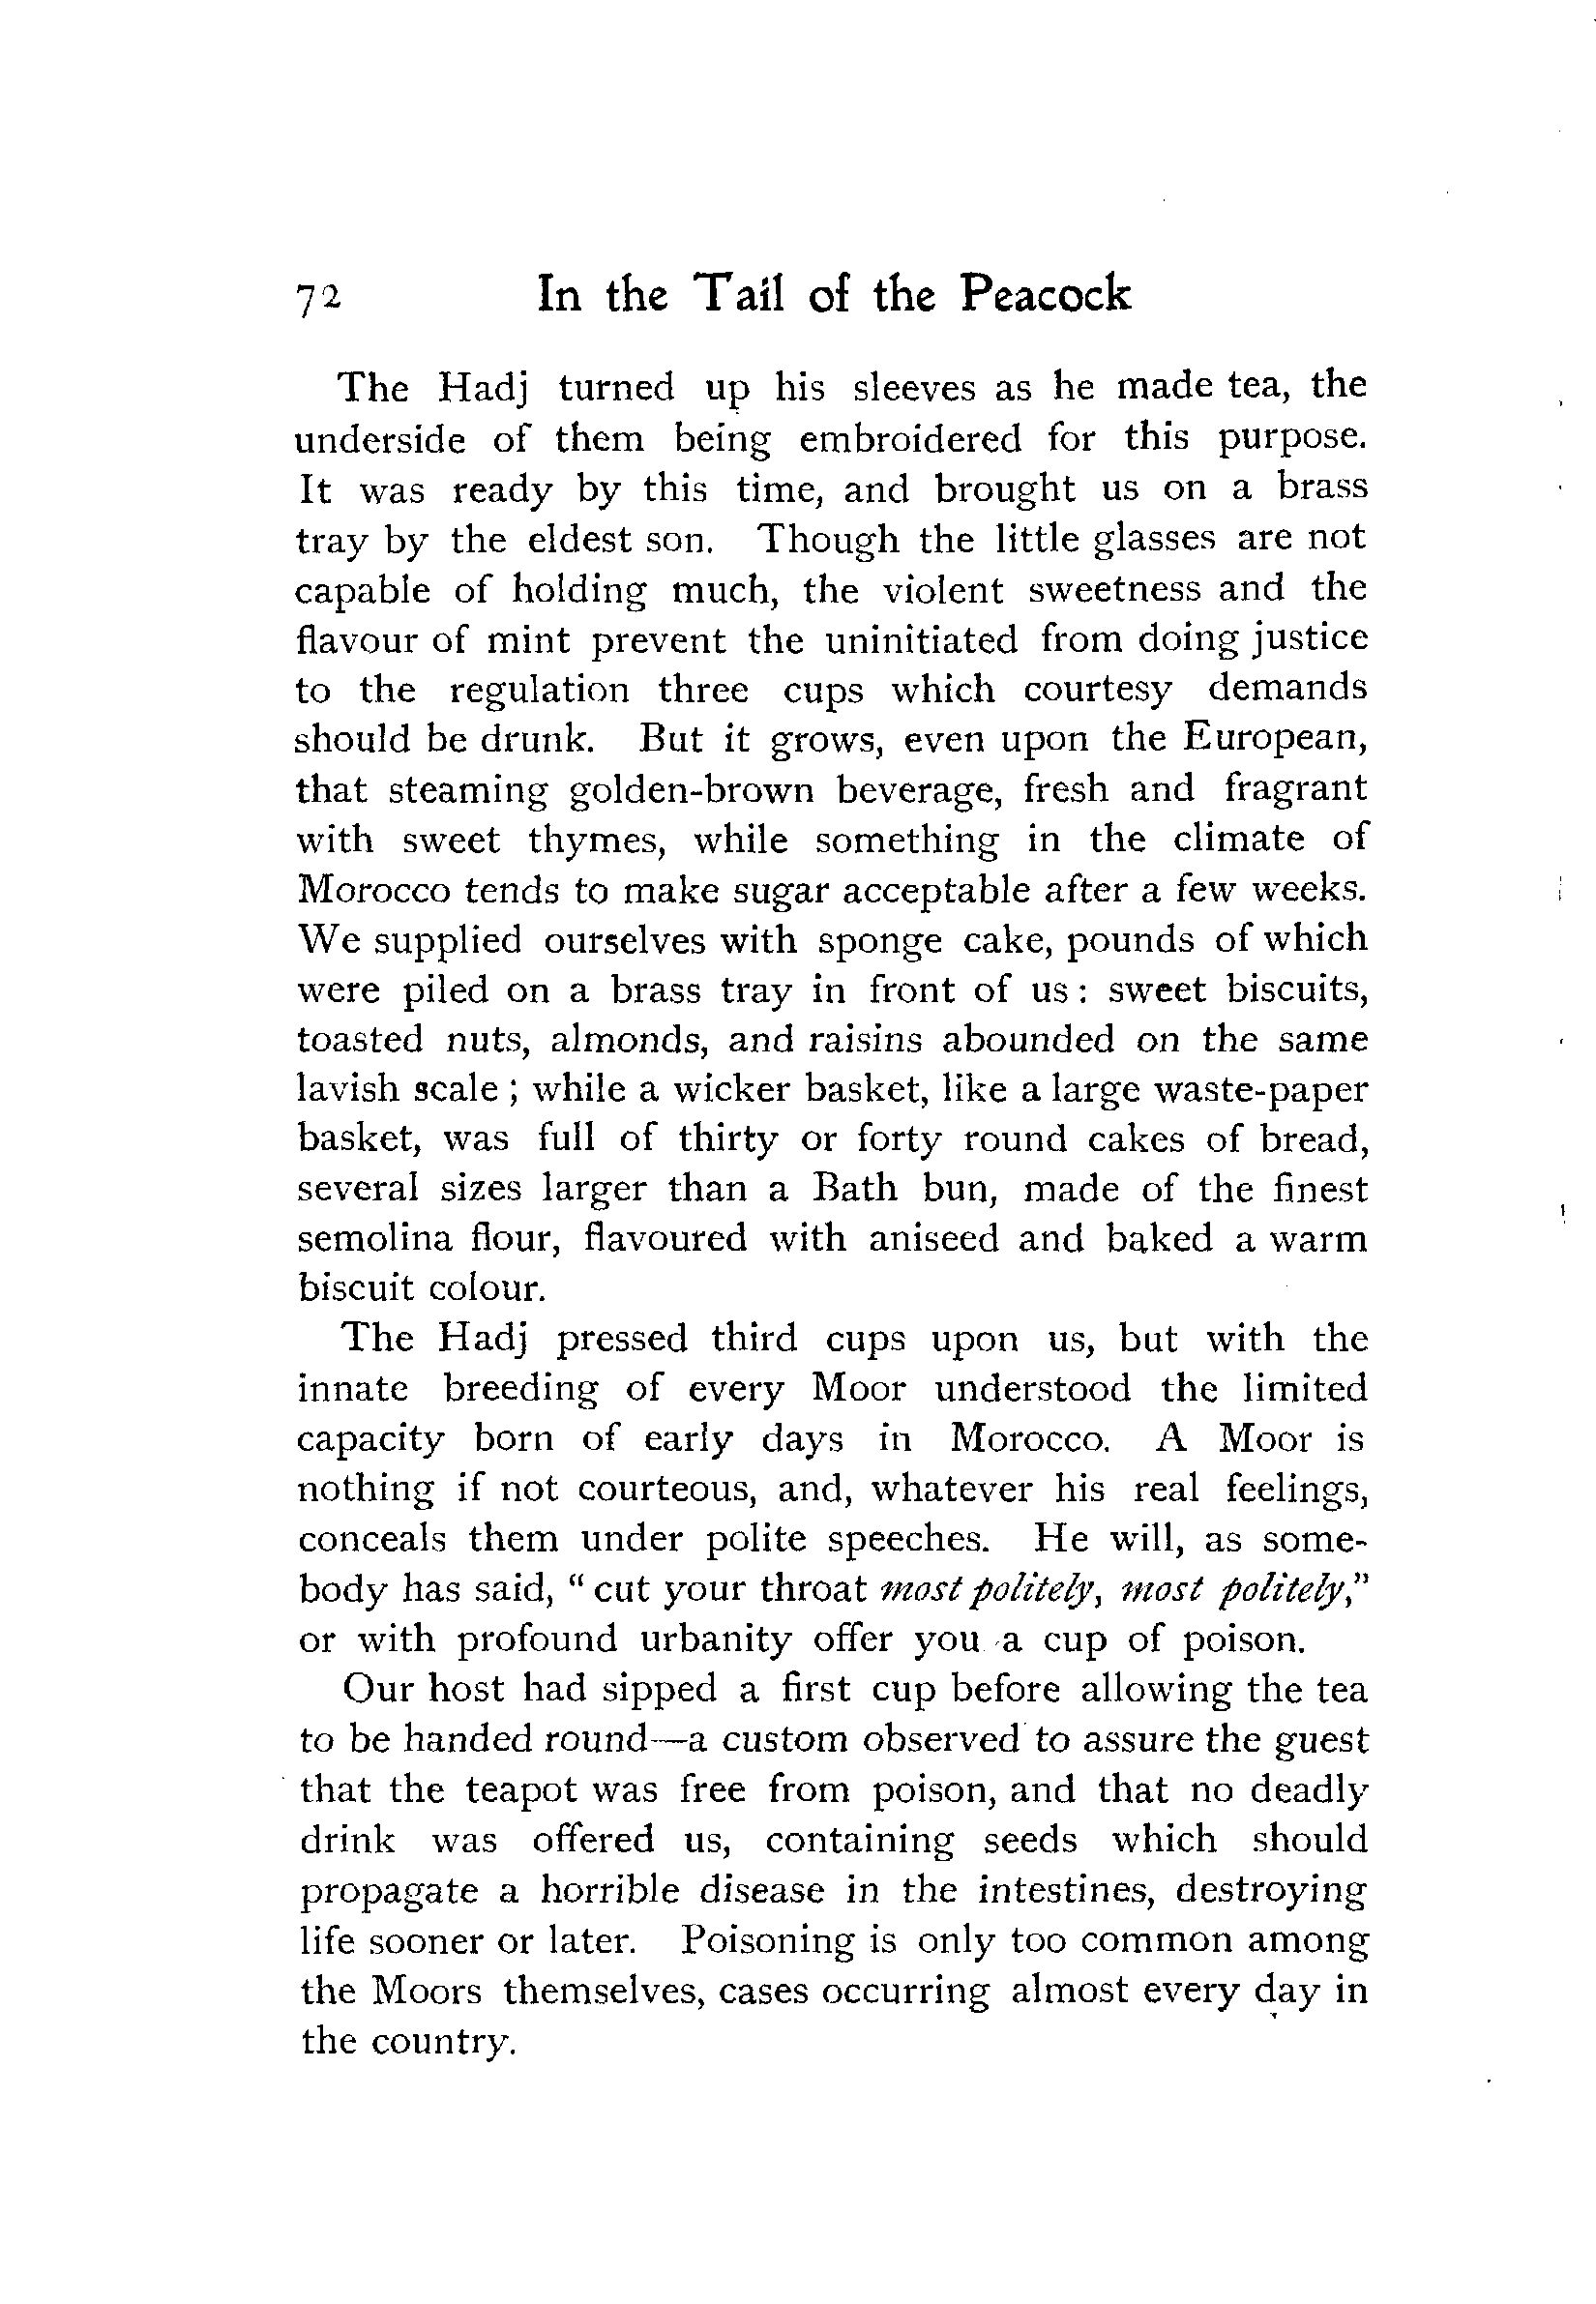 72 In the Tail of the Peacock
The Hadj turned up his sleeves as he made tea, the
underside of them being embroidered for this purpose.
It was ready by this time, and brought us on a brass
tray by the eldest son. Though the little glasses are not
capable of holding much, the violent sweetness and the
flavour of mint prevent the uninitiated from doing justice
to the regulation three cups which courtesy demands
should be drunk. But it grows, even upon the European,
that steaming golden-brown beverage, fresh and fragrant
with sweet thymes, while something in the climate of
Morocco tends to make sugar acceptable after a few weeks.
We supplied ourselves with sponge cake, pounds of which
were piled on a brass tray in front of us: sweet biscuits,
toasted nuts, almonds, and raisins abounded on the same
lavish scale; while a wicker basket, like a large waste-paper
basket, was full of thirty or forty round cakes of bread,
several sizes larger than a Bath bun, made of the finest
semolina flour, flavoured with aniseed and baked a warm
biscuit colour.
The Hadj pressed third cups upon us, but with the
innate breeding of every Moor understood the limited
capacity born of early days in Morocco. A Moor is
nothing if not courteous, and, whatever his real feelings,
conceals them under polite speeches. He will, as some-
body has said, "cut your throat most politely, most politely,"
or with profound urbanity offer you a cup of poison.
Our host had sipped a first cup before allowing the tea
to be handed round—a custom observed to assure the guest
that the teapot was free from poison, and that no deadly
drink was offered us, containing seeds which should
propagate a horrible disease in the intestines, destroying
life sooner or later. Poisoning is only too common among
the Moors themselves, cases occurring almost every day in
the country.